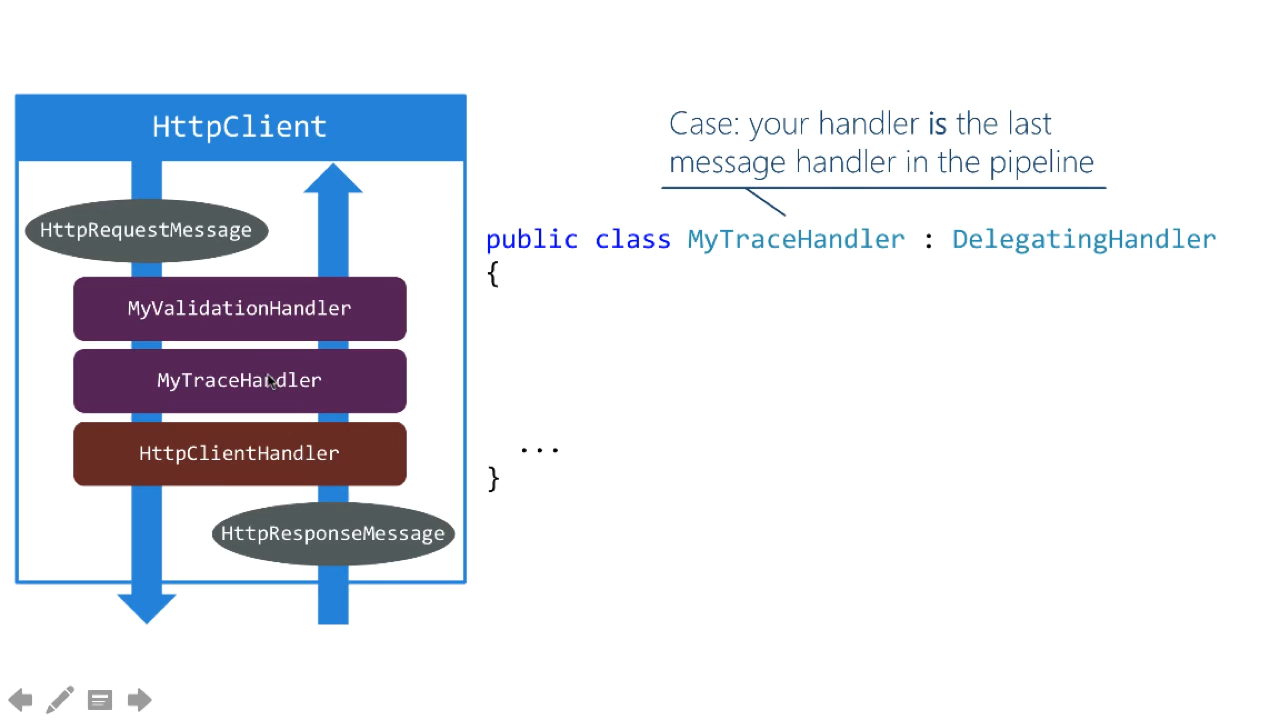 HttpClient
HttpRequestMessage
MyValidationHandler
MyTraceHandler
HttpClientHandler
HttpResponseMessage
Case: your handler is the last
message handler in the pipeline
public class MyTraceHandler : DelegatingHandler
{
...
}